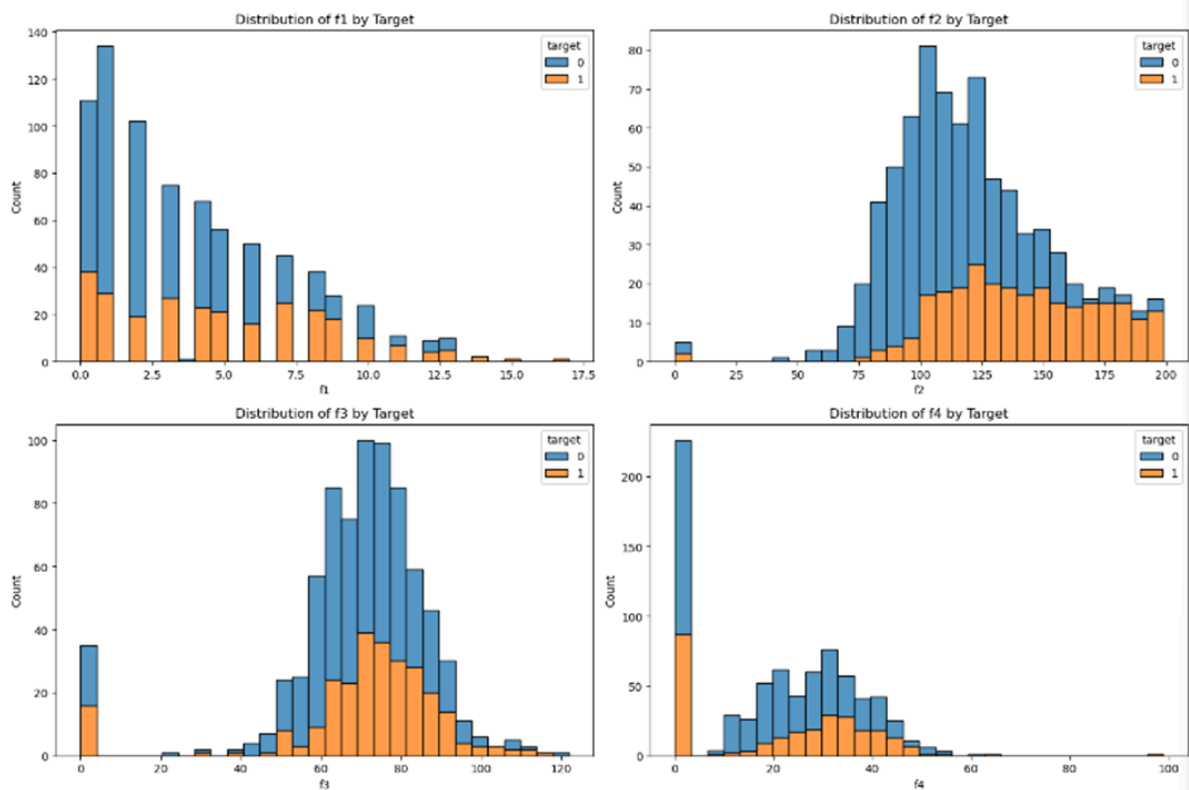 Distribution of f1 by Target
target
0
1
Count
140
120
100
80
60
40
20
0
0.0 2.5 5.0 7.5 10.0 12.5 15.0 17.5
f1
Distribution of f2 by Target
target
0
1
Count
80
70
60
50
40
30
20
10
0
0 25 50 75 100 125 150 175 200
f2
Distribution of f3 by Target
target
0
1
Count
100
80
60
40
20
0
0 20 40 60 80 100 120
f3
Distribution of f4 by Target
target
0
1
Count
200
150
100
50
0
0 20 40 60 80 100
f4